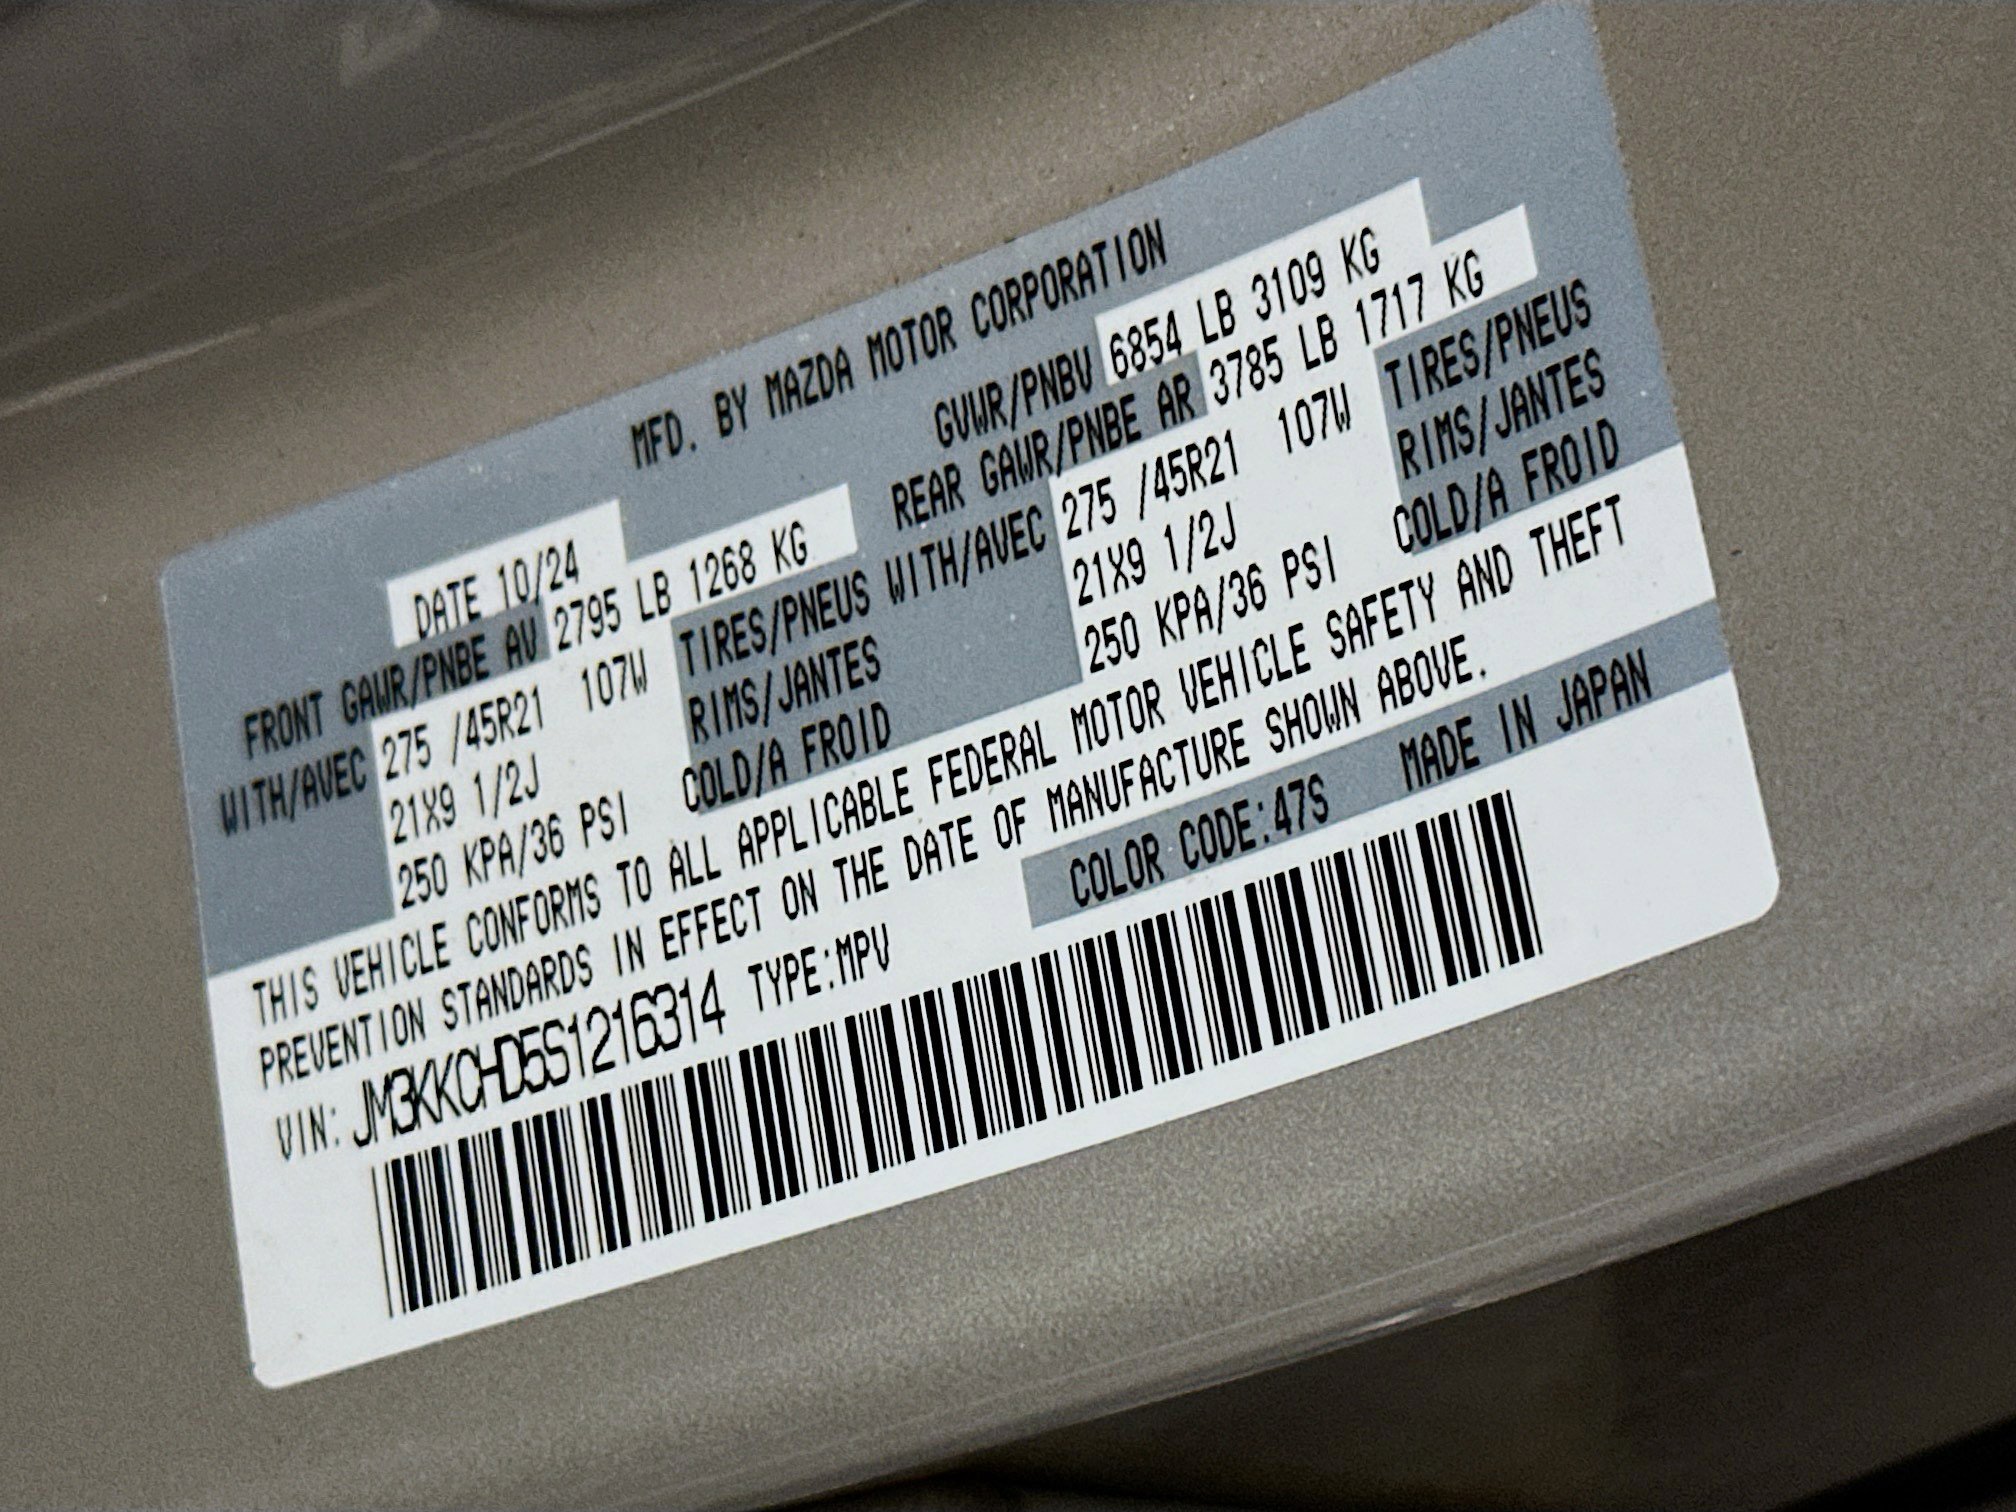 MFD. BY MAZDA MOTOR CORPORATION
DATE 10/24 GVWR/PNBV 6854 LB 3109 KG
FRONT GAWR/PNBE AV 2795 LB 1268 KG REAR GAWR/PNBE AR 3785 LB 1717 KG
WITH/AVEC 275 /45R21 107W TIRES/PNEUS WITH/AVEC 275 /45R21 107W TIRES/PNEUS
21X9 1/2J RIMS/JANTES 21X9 1/2J RIMS/JANTES
250 KPA/36 PSI COLD/A FROID 250 KPA/36 PSI COLD/A FROID
THIS VEHICLE CONFORMS TO ALL APPLICABLE FEDERAL MOTOR VEHICLE SAFETY AND THEFT
PREVENTION STANDARDS IN EFFECT ON THE DATE OF MANUFACTURE SHOWN ABOVE.
VIN: JM3KKCHD5S1216314 TYPE:MPV COLOR CODE:47S MADE IN JAPAN